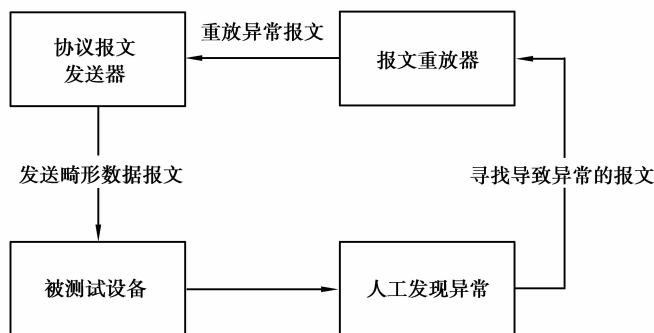 协议报文
发送器
重放异常报文
报文重放器
发送畸形数据报文
寻找导致异常的报文
被测试设备
人工发现异常